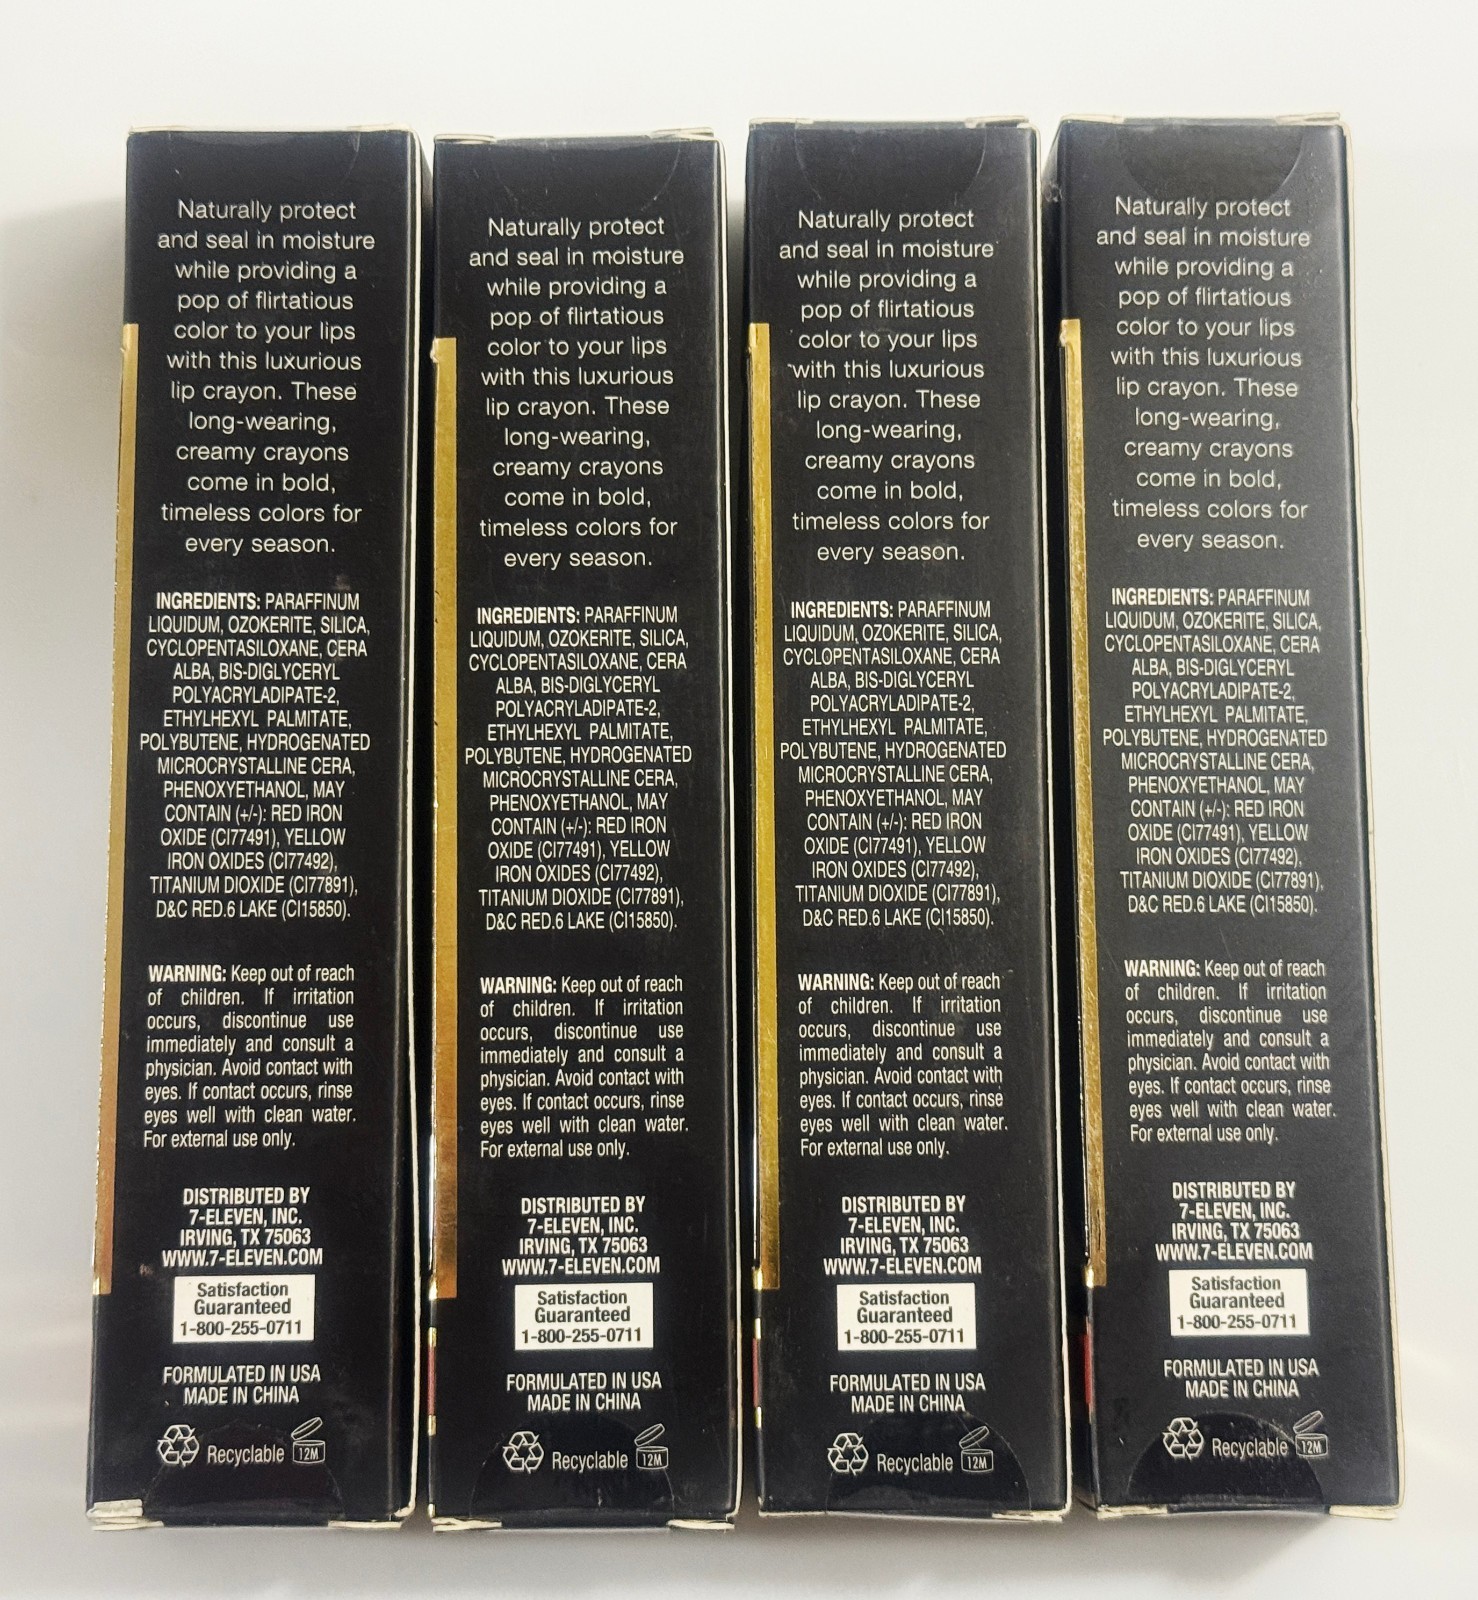 Naturally protect
and seal in moisture
while providing a
pop of flirtatious
color to your lips
with this luxurious
lip crayon. These
long-wearing,
creamy crayons
come in bold,
timeless colors for
every season.
INGREDIENTS: PARAFFINUM
LIQUIDUM, OZOKERITE, SILICA,
CYCLOPENTASILOXANE, CERA
ALBA, BIS-DIGLYCERYL
POLYACRYLADIPATE-2,
ETHYLHEXYL PALMITATE,
POLYBUTENE, HYDROGENATED
MICROCRYSTALLINE CERA,
PHENOXYETHANOL, MAY
CONTAIN (+/-): RED IRON
OXIDE (CI77491), YELLOW
IRON OXIDES (CI77492),
TITANIUM DIOXIDE (CI77891),
D&C RED.6 LAKE (CI15850).
WARNING: Keep out of reach
of children. If irritation
occurs, discontinue use
immediately and consult a
physician. Avoid contact with
eyes. If contact occurs, rinse
eyes well with clean water.
For external use only.
DISTRIBUTED BY
7-ELEVEN, INC.
IRVING, TX 75063
WWW.7-ELEVEN.COM
Satisfaction
Guaranteed
1-800-255-0711
FORMULATED IN USA
MADE IN CHINA
Recyclable 12M
Naturally protect
and seal in moisture
while providing a
pop of flirtatious
color to your lips
with this luxurious
lip crayon. These
long-wearing,
creamy crayons
come in bold,
timeless colors for
every season.
INGREDIENTS: PARAFFINUM
LIQUIDUM, OZOKERITE, SILICA,
CYCLOPENTASILOXANE, CERA
ALBA, BIS-DIGLYCERYL
POLYACRYLADIPATE-2,
ETHYLHEXYL PALMITATE,
POLYBUTENE, HYDROGENATED
MICROCRYSTALLINE CERA,
PHENOXYETHANOL, MAY
CONTAIN (+/-): RED IRON
OXIDE (CI77491), YELLOW
IRON OXIDES (CI77492),
TITANIUM DIOXIDE (CI77891),
D&C RED.6 LAKE (CI15850).
WARNING: Keep out of reach
of children. If irritation
occurs, discontinue use
immediately and consult a
physician. Avoid contact with
eyes. If contact occurs, rinse
eyes well with clean water.
For external use only.
DISTRIBUTED BY
7-ELEVEN, INC.
IRVING, TX 75063
WWW.7-ELEVEN.COM
Satisfaction
Guaranteed
1-800-255-0711
FORMULATED IN USA
MADE IN CHINA
Recyclable 12M
Naturally protect
and seal in moisture
while providing a
pop of flirtatious
color to your lips
with this luxurious
lip crayon. These
long-wearing,
creamy crayons
come in bold,
timeless colors for
every season.
INGREDIENTS: PARAFFINUM
LIQUIDUM, OZOKERITE, SILICA,
CYCLOPENTASILOXANE, CERA
ALBA, BIS-DIGLYCERYL
POLYACRYLADIPATE-2,
ETHYLHEXYL PALMITATE,
POLYBUTENE, HYDROGENATED
MICROCRYSTALLINE CERA,
PHENOXYETHANOL, MAY
CONTAIN (+/-): RED IRON
OXIDE (CI77491), YELLOW
IRON OXIDES (CI77492),
TITANIUM DIOXIDE (CI77891),
D&C RED.6 LAKE (CI15850).
WARNING: Keep out of reach
of children. If irritation
occurs, discontinue use
immediately and consult a
physician. Avoid contact with
eyes. If contact occurs, rinse
eyes well with clean water.
For external use only.
DISTRIBUTED BY
7-ELEVEN, INC.
IRVING, TX 75063
WWW.7-ELEVEN.COM
Satisfaction
Guaranteed
1-800-255-0711
FORMULATED IN USA
MADE IN CHINA
Recyclable 12M
Naturally protect
and seal in moisture
while providing a
pop of flirtatious
color to your lips
with this luxurious
lip crayon. These
long-wearing,
creamy crayons
come in bold,
timeless colors for
every season.
INGREDIENTS: PARAFFINUM
LIQUIDUM, OZOKERITE, SILICA,
CYCLOPENTASILOXANE, CERA
ALBA, BIS-DIGLYCERYL
POLYACRYLADIPATE-2,
ETHYLHEXYL PALMITATE,
POLYBUTENE, HYDROGENATED
MICROCRYSTALLINE CERA,
PHENOXYETHANOL, MAY
CONTAIN (+/-): RED IRON
OXIDE (CI77491), YELLOW
IRON OXIDES (CI77492),
TITANIUM DIOXIDE (CI77891),
D&C RED.6 LAKE (CI15850).
WARNING: Keep out of reach
of children. If irritation
occurs, discontinue use
immediately and consult a
physician. Avoid contact with
eyes. If contact occurs, rinse
eyes well with clean water.
For external use only.
DISTRIBUTED BY
7-ELEVEN, INC.
IRVING, TX 75063
WWW.7-ELEVEN.COM
Satisfaction
Guaranteed
1-800-255-0711
FORMULATED IN USA
MADE IN CHINA
Recyclable 12M